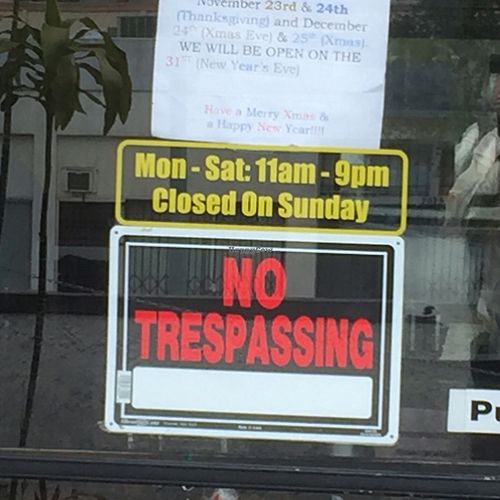 November 23rd & 24th
(Thanksgiving) and December
24th (Xmas Eve) & 25th (Xmas).
WE WILL BE OPEN ON THE
31ST (New Year's Eve)
Have a Merry Xmas &
a Happy New Year!!!!
Mon - Sat: 11am - 9pm
Closed On Sunday
NO
TRESPASSING
Pu